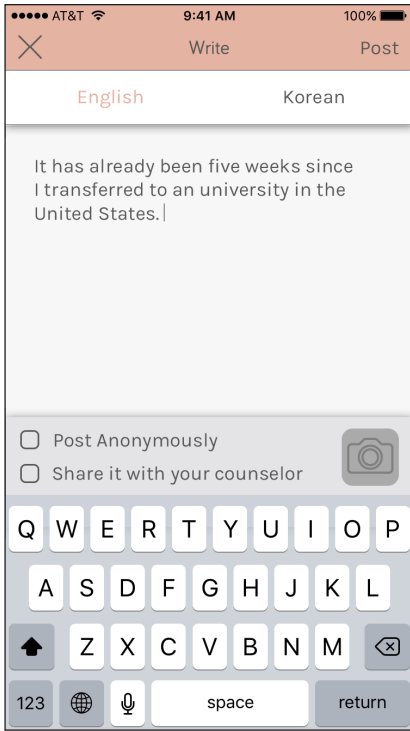 AT&T 9:41 AM 100%
Write Post
English Korean
It has already been five weeks since
I transferred to an university in the
United States.
Post Anonymously
Share it with your counselor
Q W E R T Y U I O P
A S D F G H J K L
Z X C V B N M
123 space return